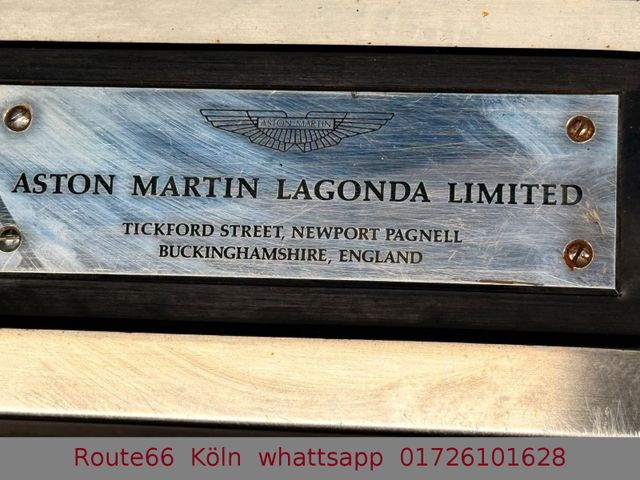 ASTON MARTIN
ASTON MARTIN LAGONDA LIMITED
TICKFORD STREET, NEWPORT PAGNELL
BUCKINGHAMSHIRE, ENGLAND
Route66 Köln whattsapp 01726101628